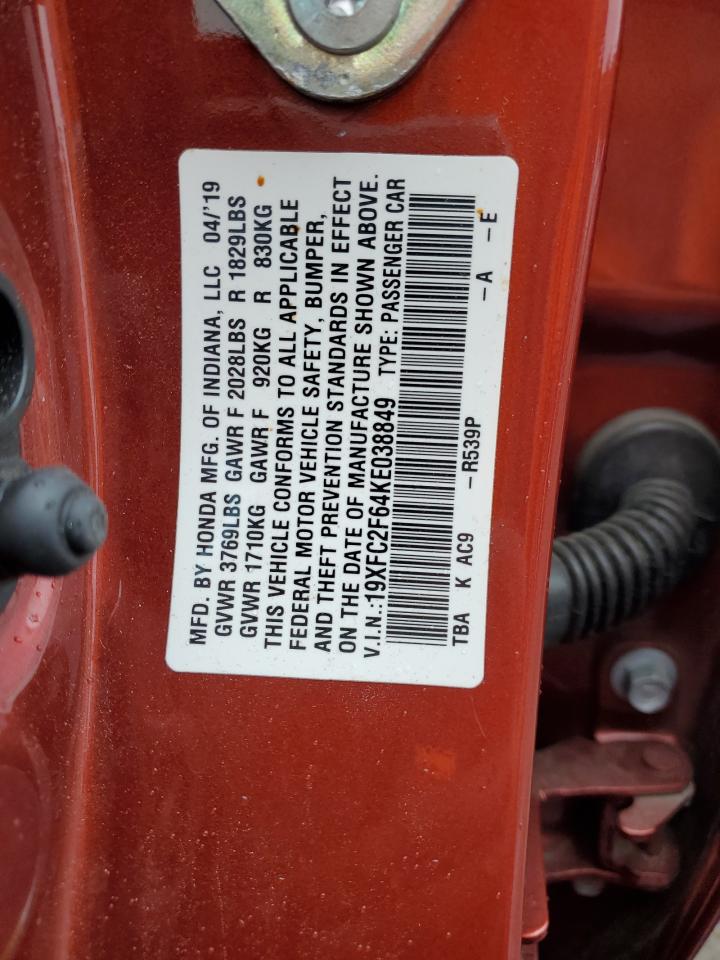 MFD. BY HONDA MFG. OF INDIANA, LLC 04/'19
GVWR 3769LBS GAWR F 2028LBS R 1829LBS
GVWR 1710KG GAWR F 920KG R 830KG
THIS VEHICLE CONFORMS TO ALL APPLICABLE
FEDERAL MOTOR VEHICLE SAFETY, BUMPER,
AND THEFT PREVENTION STANDARDS IN EFFECT
ON THE DATE OF MANUFACTURE SHOWN ABOVE.
V.I.N.:19XFC2F64KE038849 TYPE: PASSENGER CAR
TBA K AC9 –R539P –A –E